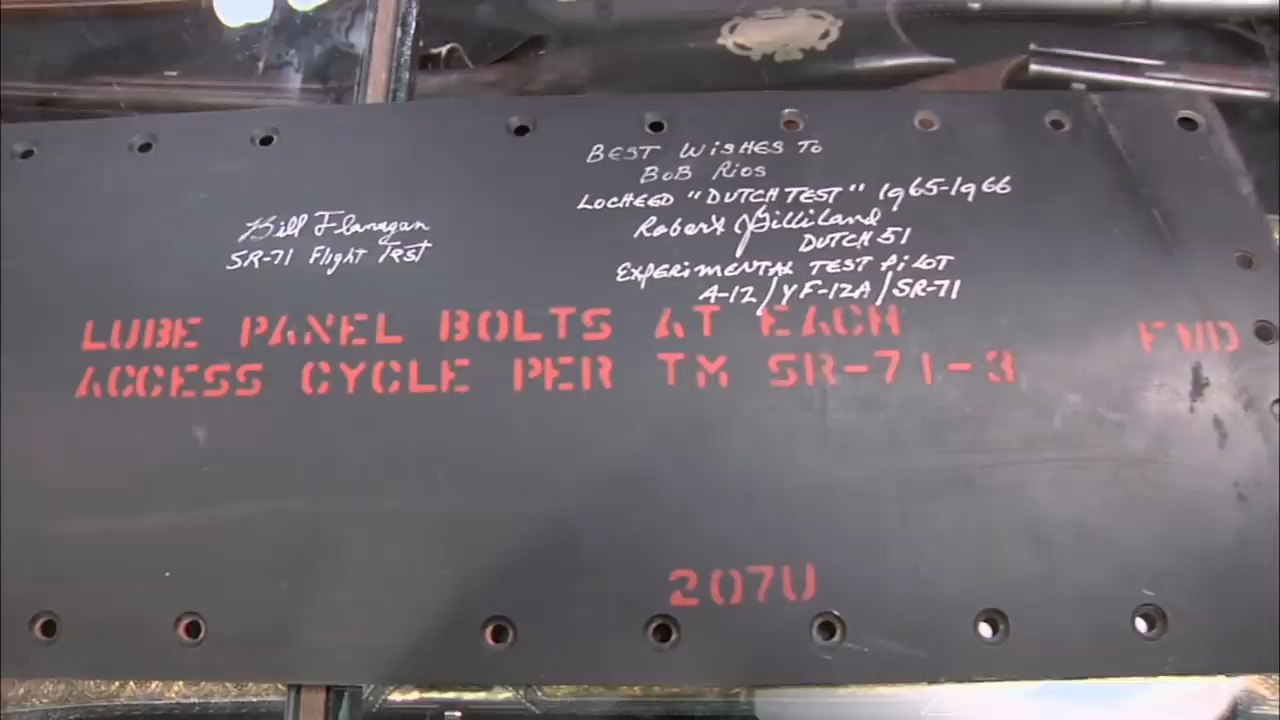 BEST WISHES TO
BOB RIOS
LOCHEED "DUTCH TEST" 1965-1966
Robert J Gilliland
DUTCH 51
EXPERIMENTAL TEST PILOT
A-12/YF-12A/SR-71
Bill Flanagan
SR-71 Flight Test
LUBE PANEL BOLTS AT EACH
ACCESS CYCLE PER TM SR-71-3
FWD
207U